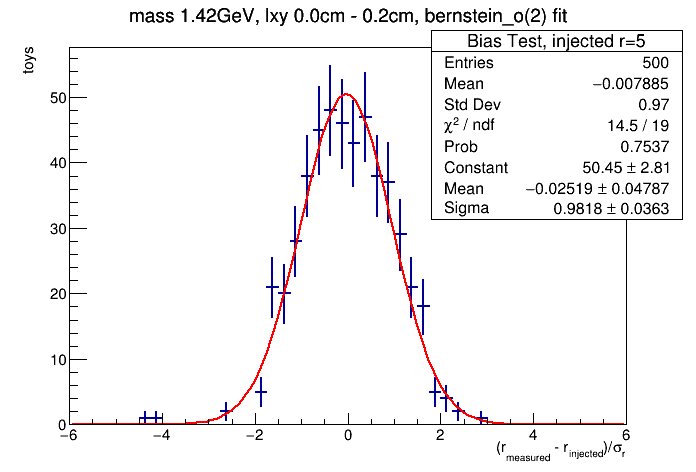 mass 1.42GeV, lxy 0.0cm - 0.2cm, bernstein_o(2) fit
toys
Bias Test, injected r=5
Entries 500
Mean −0.007885
Std Dev 0.97
χ² / ndf 14.5 / 19
Prob 0.7537
Constant 50.45 ± 2.81
Mean −0.02519 ± 0.04787
Sigma 0.9818 ± 0.0363
50
40
30
20
10
0
−6 −4 −2 0 2 4 6
(r_measured - r_injected)/σ_r